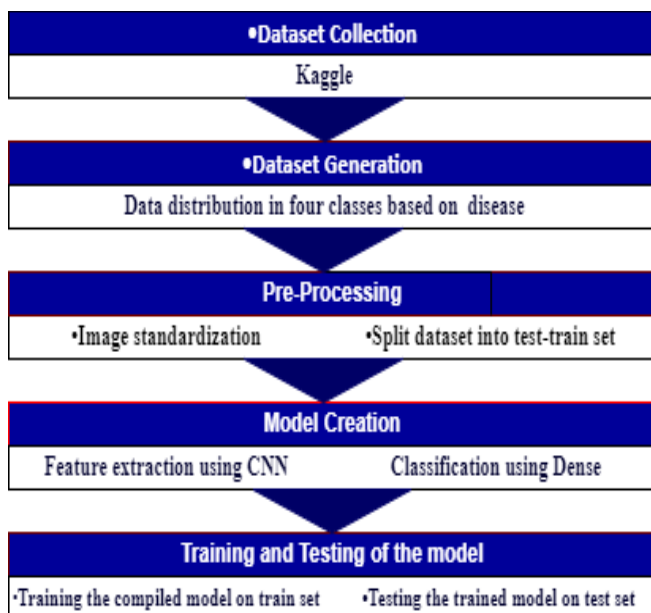 •Dataset Collection
Kaggle
•Dataset Generation
Data distribution in four classes based on disease
Pre-Processing
•Image standardization •Split dataset into test-train set
Model Creation
Feature extraction using CNN Classification using Dense
Training and Testing of the model
•Training the compiled model on train set •Testing the trained model on test set